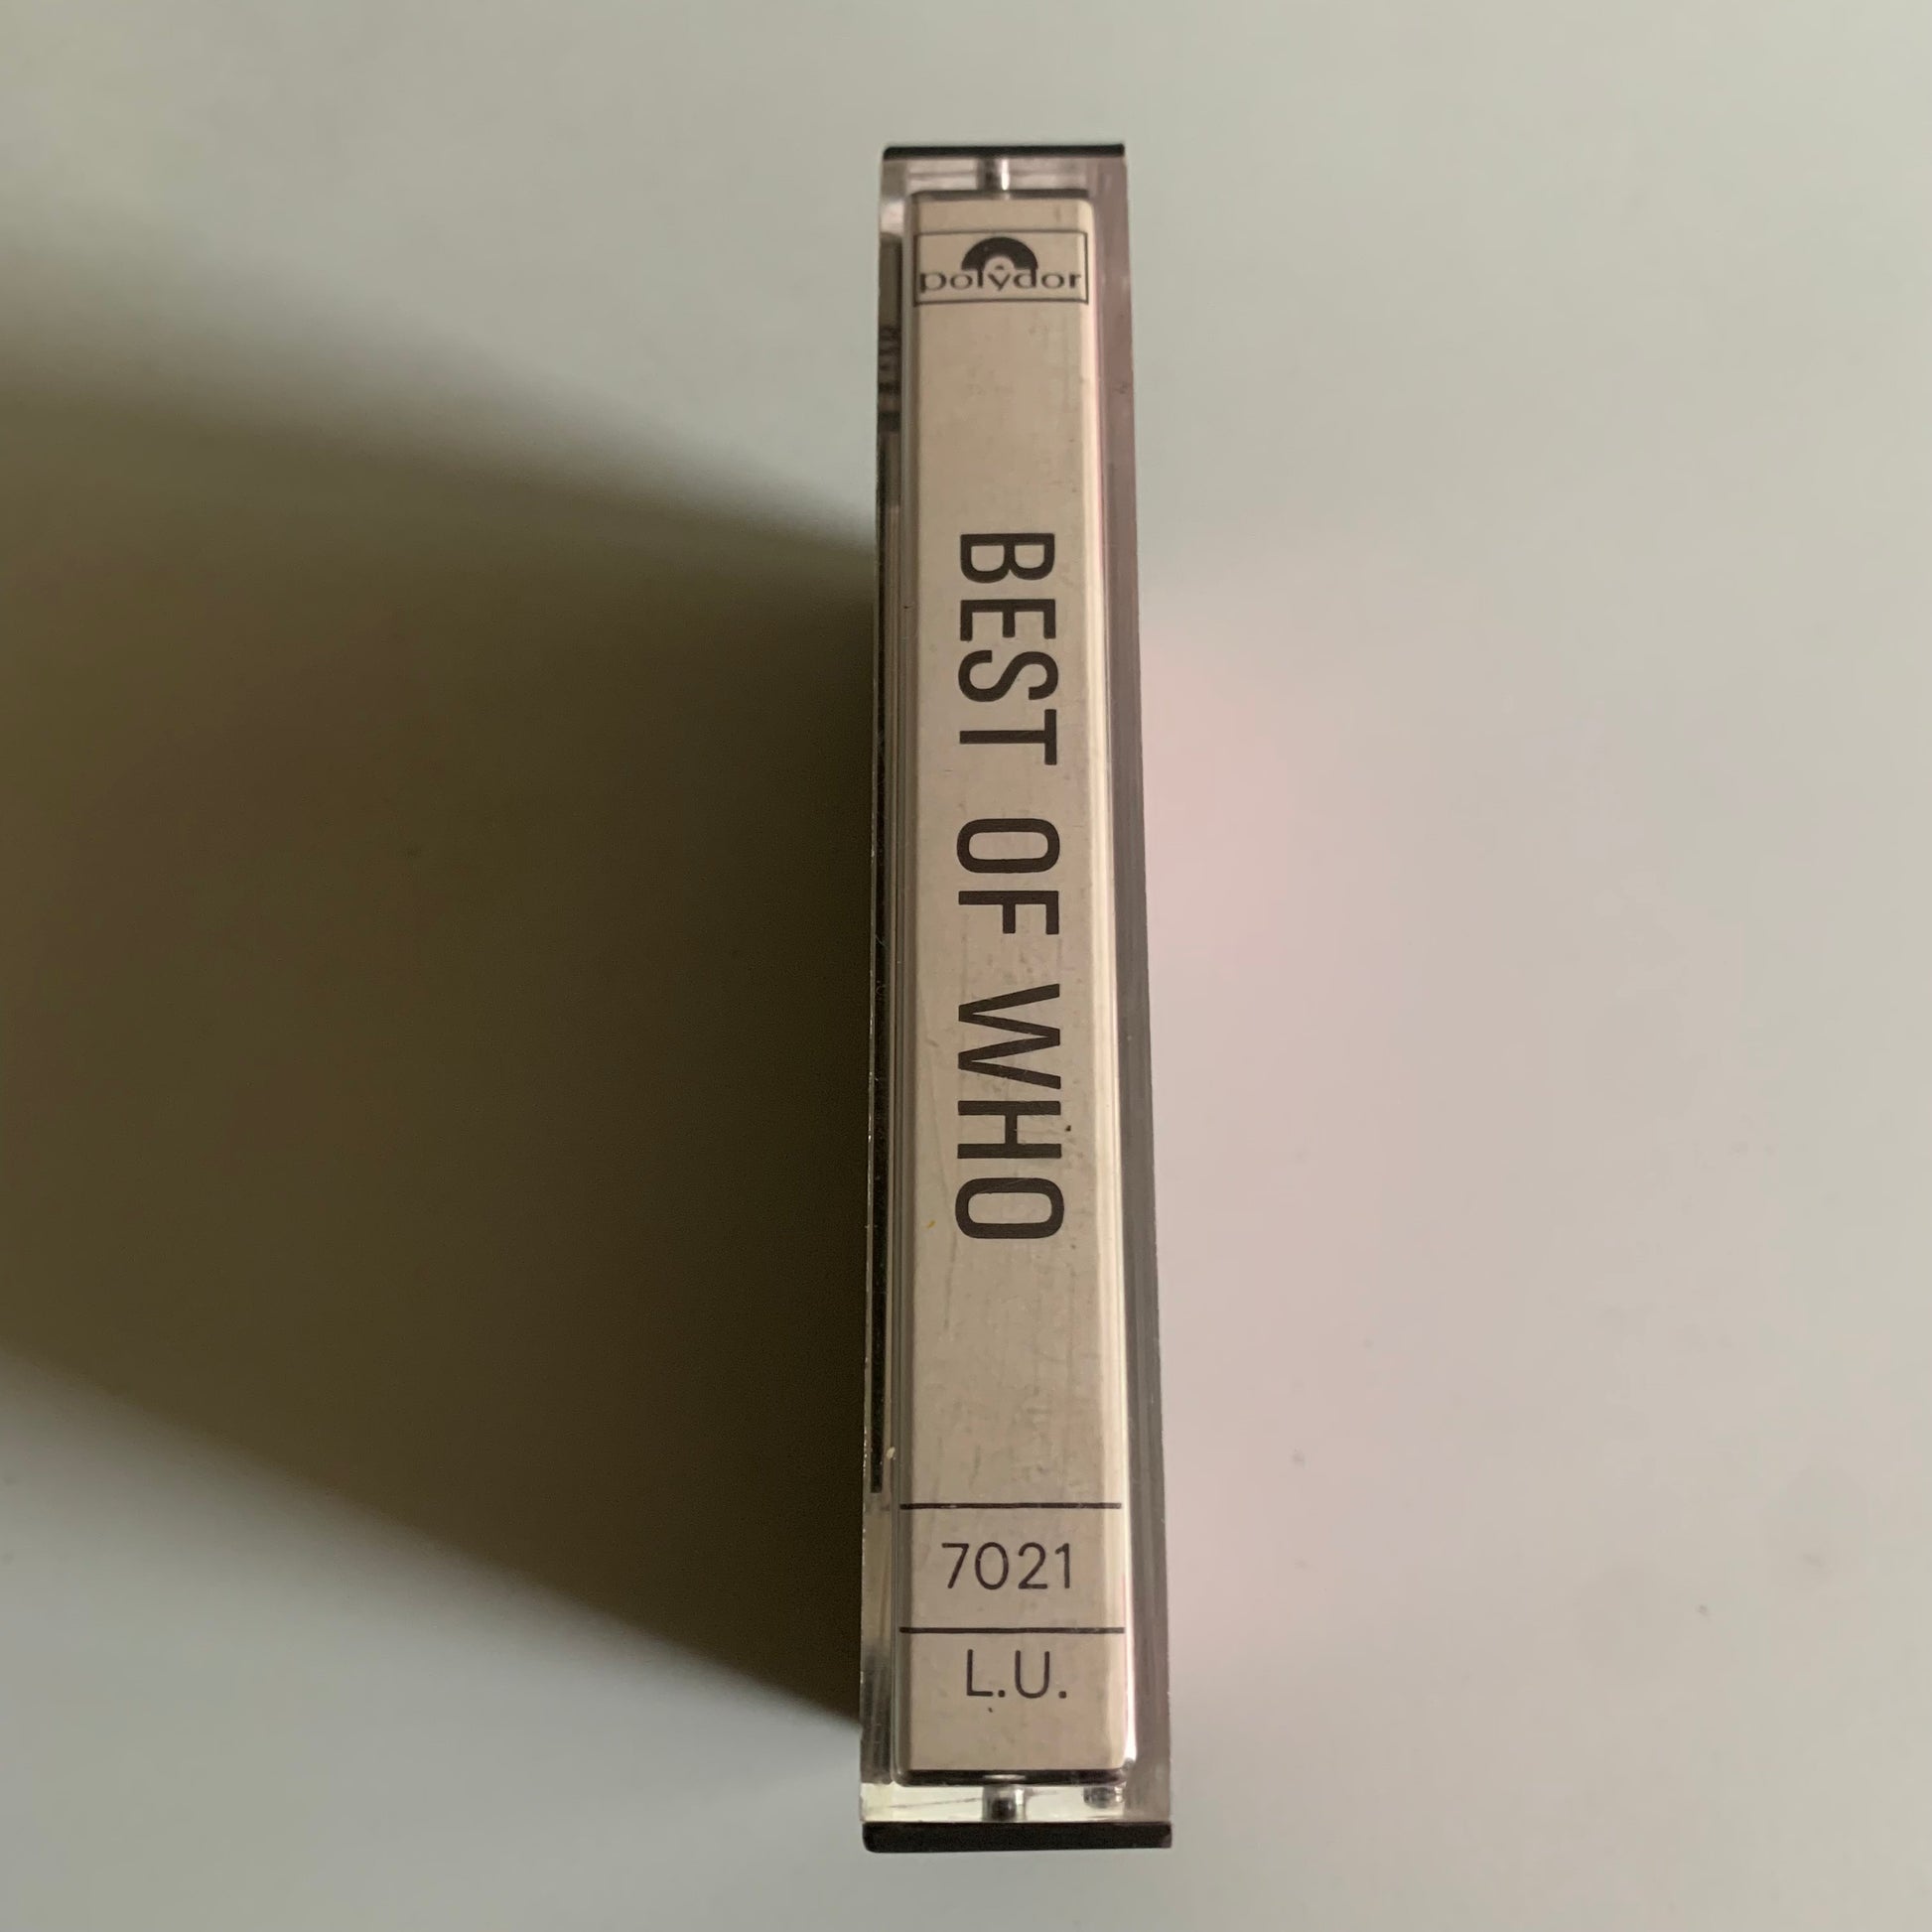 polydor
BEST OF WHO
7021
L.U.